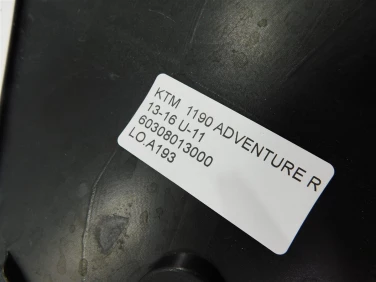 KTM 1190 ADVENTURE R
13-16 U-11
60308013000
LO.A193